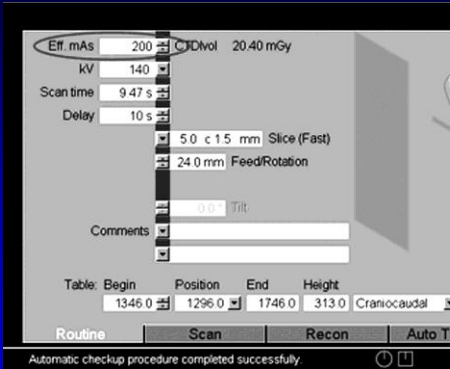 Eff. mAs 200 CTDIvol 20.40 mGy
kV 140
Scan time 9.47 s
Delay 10 s
5.0 c 1.5 mm Slice (Fast)
24.0 mm Feed/Rotation
0.0° Tilt
Comments
Table: Begin Position End Height
1346.0 1296.0 1746.0 313.0 Craniocaudal
Routine Scan Recon Auto T
Automatic checkup procedure completed successfully.